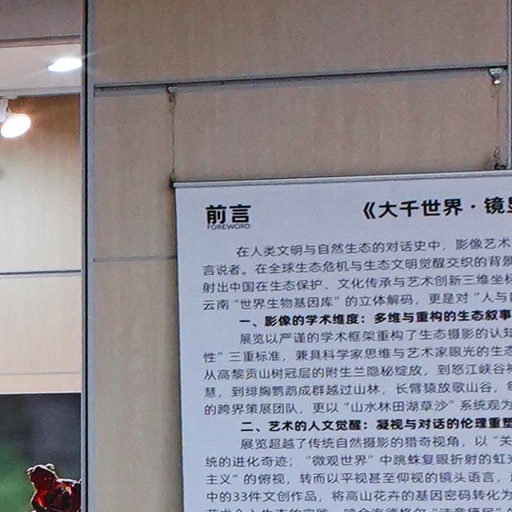 前言
FOREWORD
《大千世界·镜
在人类文明与自然生态的对话史中，影像艺术
言说者。在全球生态危机与生态文明觉醒交织的背景
射出中国在生态保护、文化传承与艺术创新三维坐标
云南“世界生物基因库”的立体解码，更是对“人与自
一、影像的学术维度：多维与重构的生态叙事
展览以严谨的学术框架重构了生态摄影的认知
性”三重标准，兼具科学家思维与艺术家眼光的生态
从高黎贡山树冠层的附生兰隐秘绽放，到怒江峡谷
慧，到绯胸鹦鹉成群越过山林，长臂猿放歌山谷，
的跨界策展团队，更以“山水林田湖草沙”系统观为
二、艺术的人文觉醒：凝视与对话的伦理重塑
展览超越了传统自然摄影的猎奇视角，以“关
统的进化奇迹；“微观世界”中跳蛛复眼折射的虹光
主义”的俯视，转而以平视甚至仰视的镜头语言，
中的33件文创作品，将高山花卉的基因密码转化为